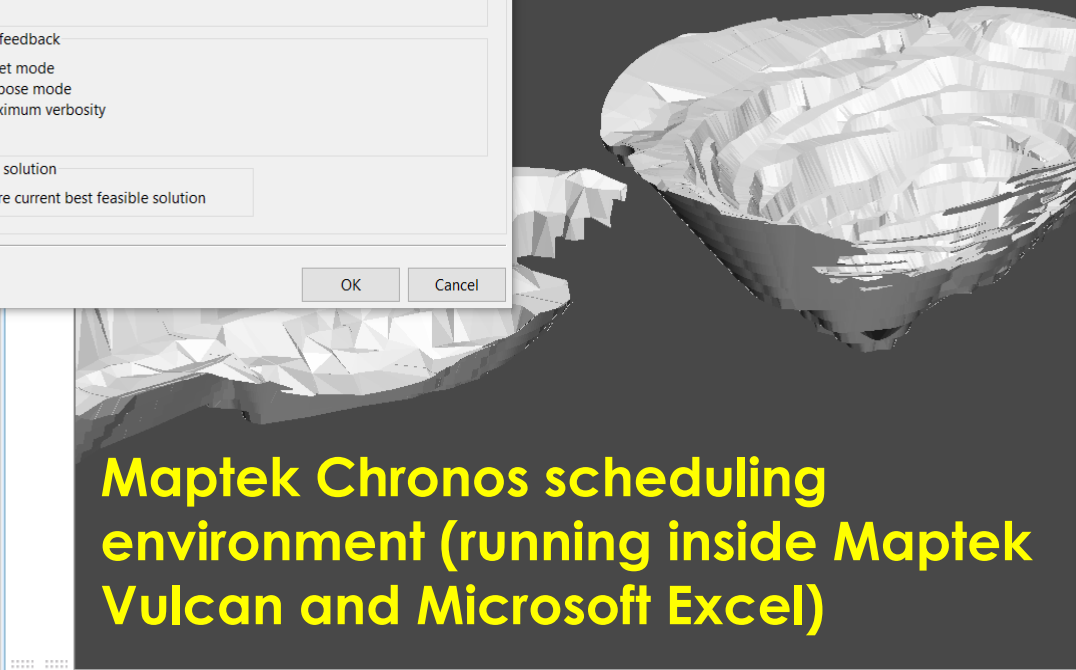 feedback
et mode
bose mode
ximum verbosity
solution
re current best feasible solution
OK Cancel
Maptek Chronos scheduling
environment (running inside Maptek
Vulcan and Microsoft Excel)